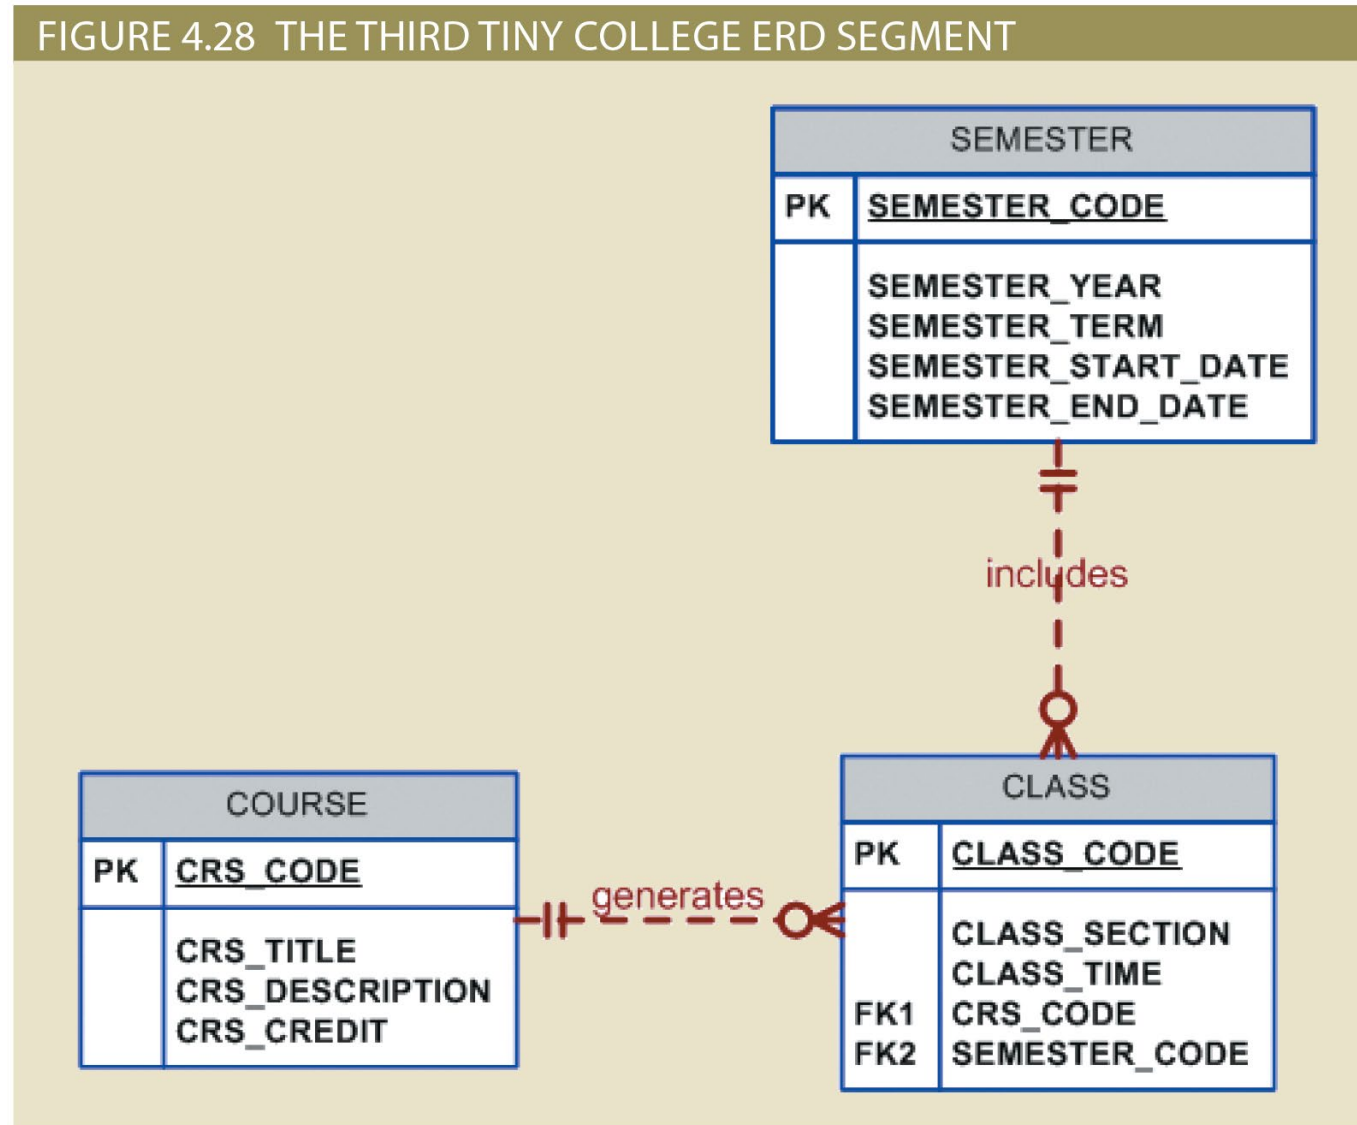 FIGURE 4.28 THE THIRD TINY COLLEGE ERD SEGMENT
SEMESTER
PK SEMESTER_CODE
SEMESTER_YEAR
SEMESTER_TERM
SEMESTER_START_DATE
SEMESTER_END_DATE
includes
COURSE
PK CRS_CODE
CRS_TITLE
CRS_DESCRIPTION
CRS_CREDIT
generates
CLASS
PK CLASS_CODE
CLASS_SECTION
CLASS_TIME
FK1 CRS_CODE
FK2 SEMESTER_CODE